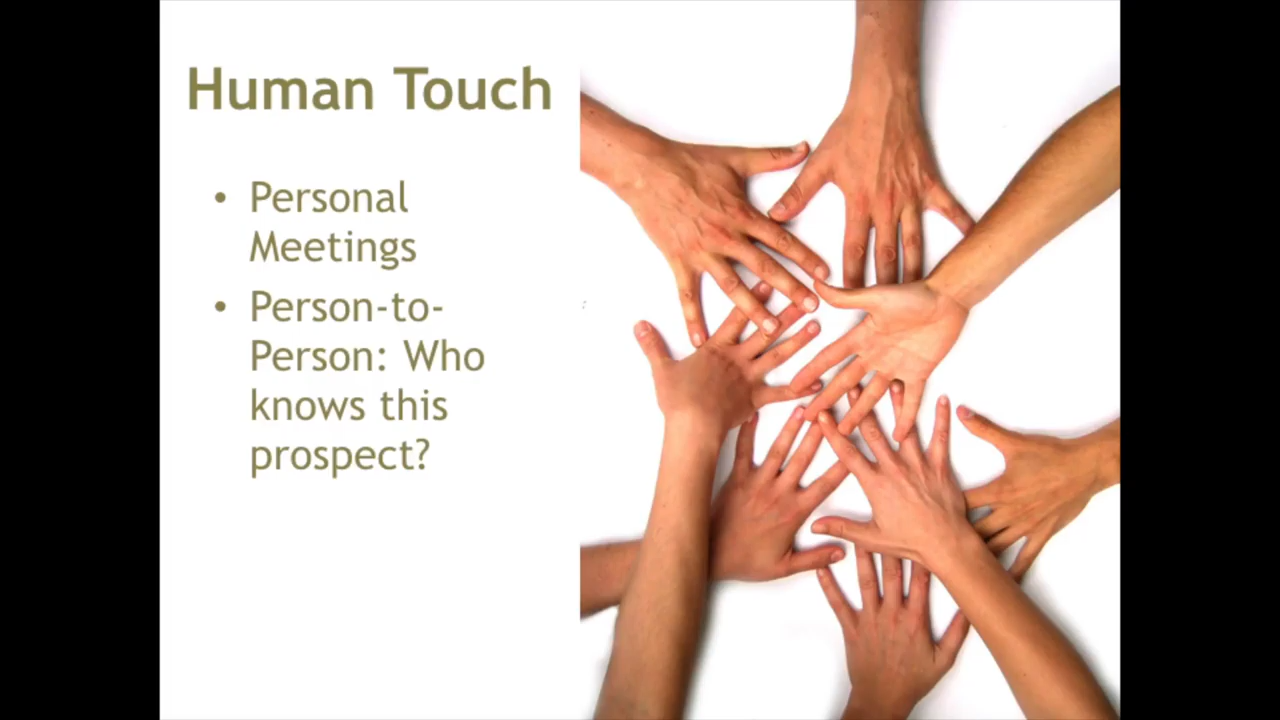 Human Touch
• Personal
Meetings
• Person-to-
Person: Who
knows this
prospect?